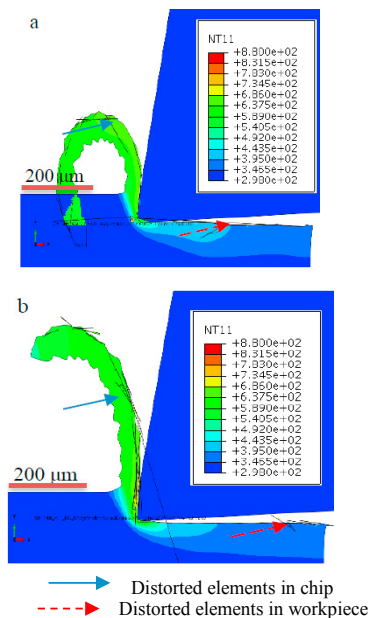 a
NT11
+8.800e+02
+8.315e+02
+7.830e+02
+7.345e+02
+6.860e+02
+6.375e+02
+5.890e+02
+5.405e+02
+4.920e+02
+4.435e+02
+3.950e+02
+3.465e+02
+2.980e+02
200 μm
b
NT11
+8.800e+02
+8.315e+02
+7.830e+02
+7.345e+02
+6.860e+02
+6.375e+02
+5.890e+02
+5.405e+02
+4.920e+02
+4.435e+02
+3.950e+02
+3.465e+02
+2.980e+02
200 μm
Distorted elements in chip
Distorted elements in workpiece